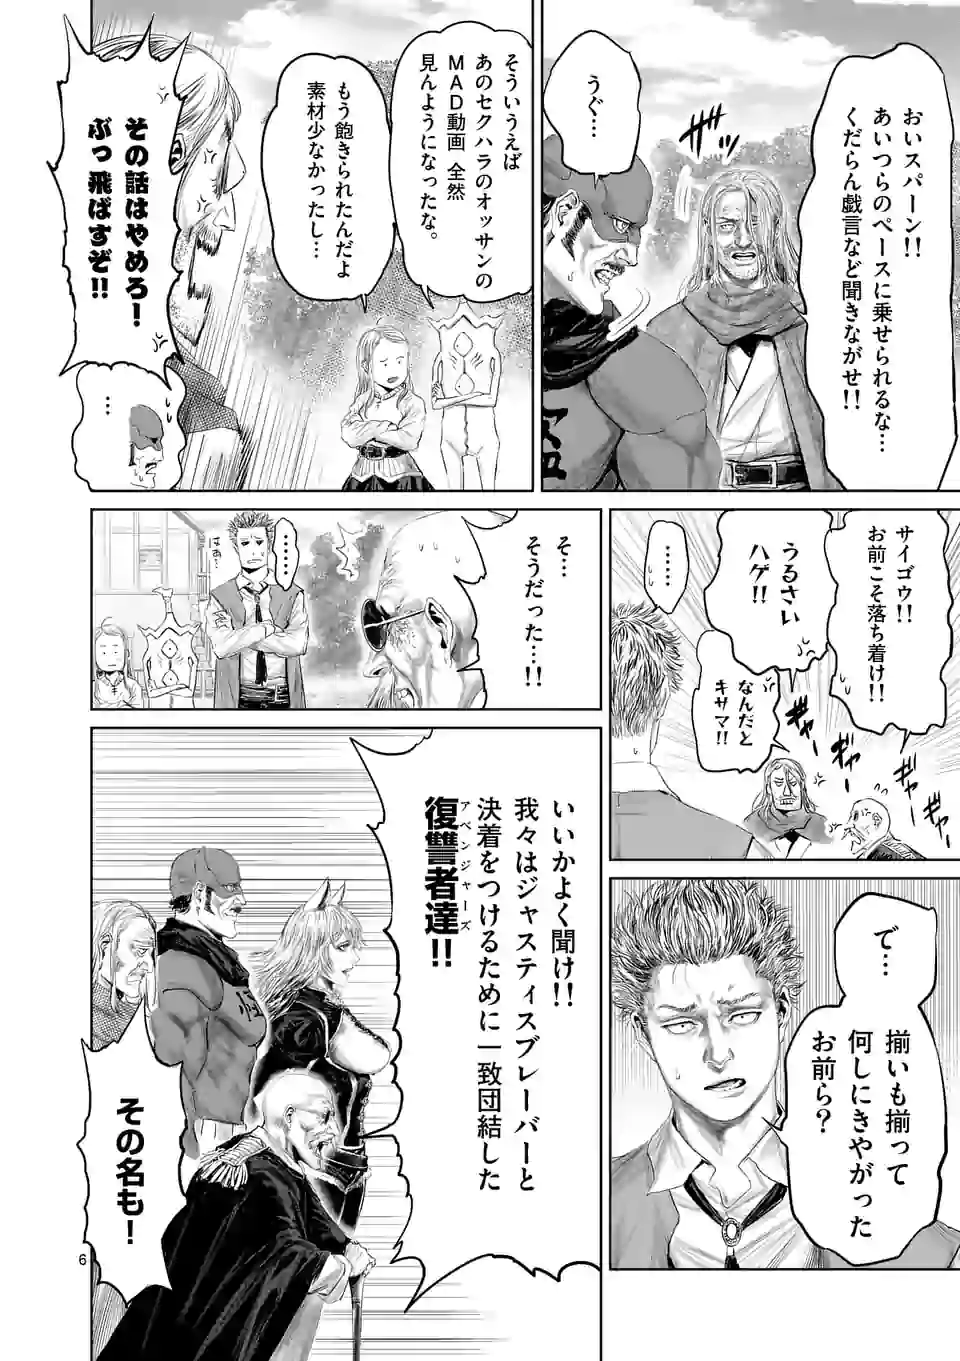 おいスパーン!!
あいつらのペースに乗せられるな…
くだらん戯言など聞きながせ!!
うぐ…
そういうえば
あのセクハラのオッサンの
MAD動画 全然
見んようになったな。
もう飽きられたんだよ
素材少なかったし…
その話はやめろ!
ぶっ飛ばすぞ!!
…
サイゴウ!!
お前こそ落ち着け!!
うるさい
ハゲ!!
なんだと
キサマ!!
ギャー
ギャー
ギャー
……
そ…
そうだった…!!
……
はぁ…
で…
揃いも揃って
何しにきやがった
お前ら?
いいかよく聞け!!
我々はジャスティスブレーバーと
決着をつけるために一致団結した
復讐者達!!
アベンジャーズ
その名も!
6